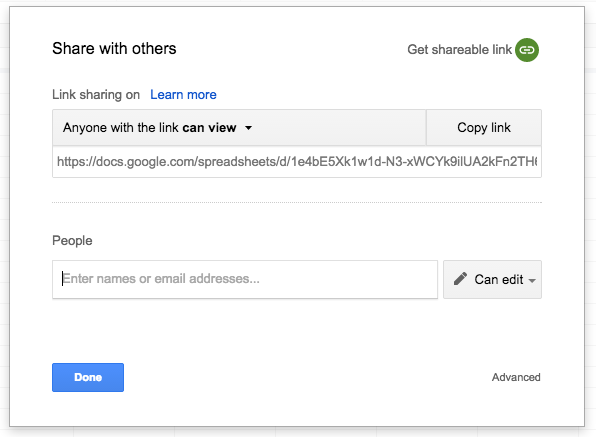 Share with others
Get shareable link
Link sharing on Learn more
Anyone with the link can view
Copy link
https://docs.google.com/spreadsheets/d/1e4bE5Xk1w1d-N3-xWCYk9ilUA2kFn2TH
People
Enter names or email addresses...
Can edit
Done
Advanced